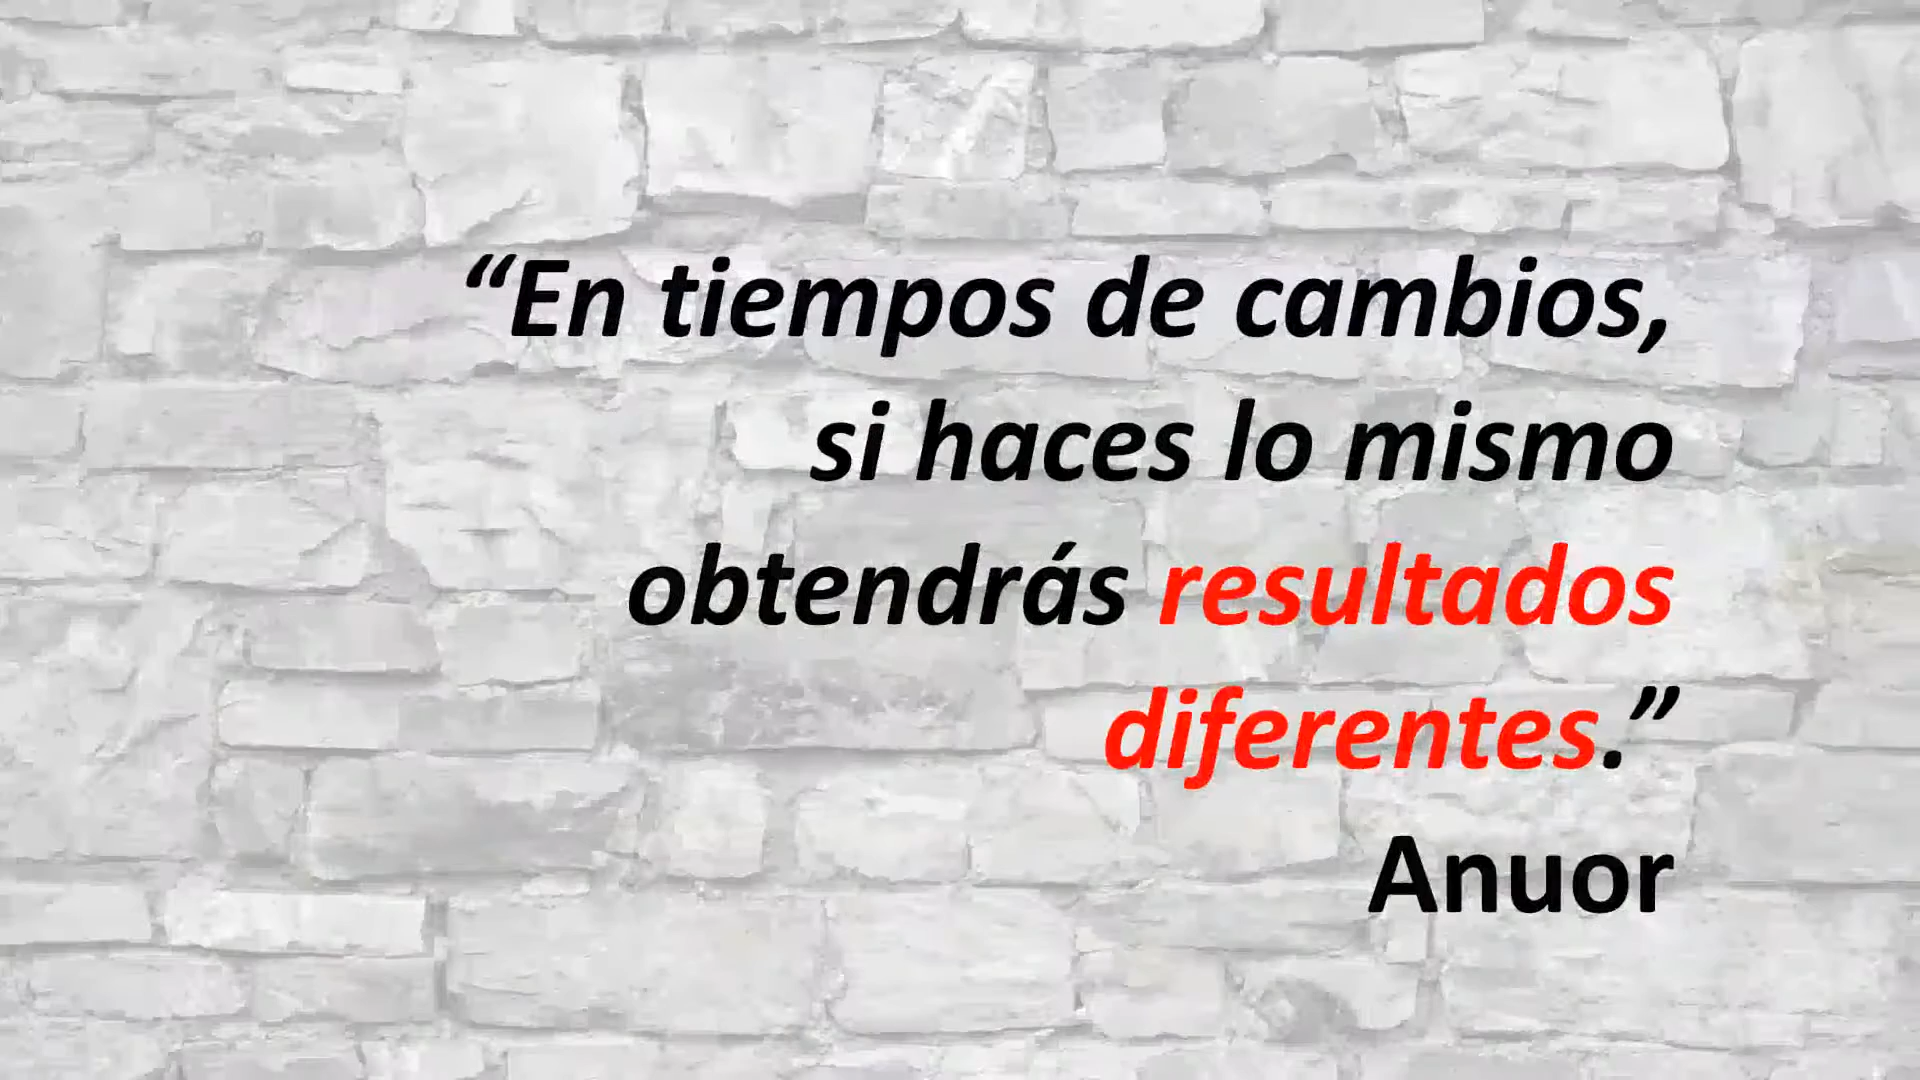 “En tiempos de cambios,
si haces lo mismo
obtendrás resultados
diferentes.”
Anuor